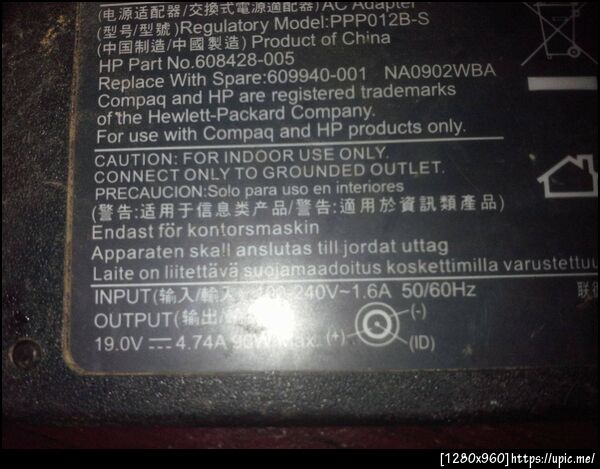 (电源适配器/交換式電源適配器) AC Adapter
(型号/型號)Regulatory Model:PPP012B-S
(中国制造/中國製造) Product of China
HP Part No.608428-005
Replace With Spare:609940-001 NA0902WBA
Compaq and HP are registered trademarks
of the Hewlett-Packard Company.
For use with Compaq and HP products only.
CAUTION: FOR INDOOR USE ONLY.
CONNECT ONLY TO GROUNDED OUTLET.
PRECAUCION:Solo para uso en interiores
(警告:适用于信息类产品/警告:適用於資訊類產品)
Endast för kontorsmaskin
Apparaten skall anslutas till jordat uttag
Laite on liitettävä suojamaadoitus koskettimilla varustettuu
INPUT(输入/輸入) 100-240V~1.6A 50/60Hz
OUTPUT(输出/ (-)
19.0V 4.74A 90W Max. (+) (ID)
[1280x960]https://upic.me/